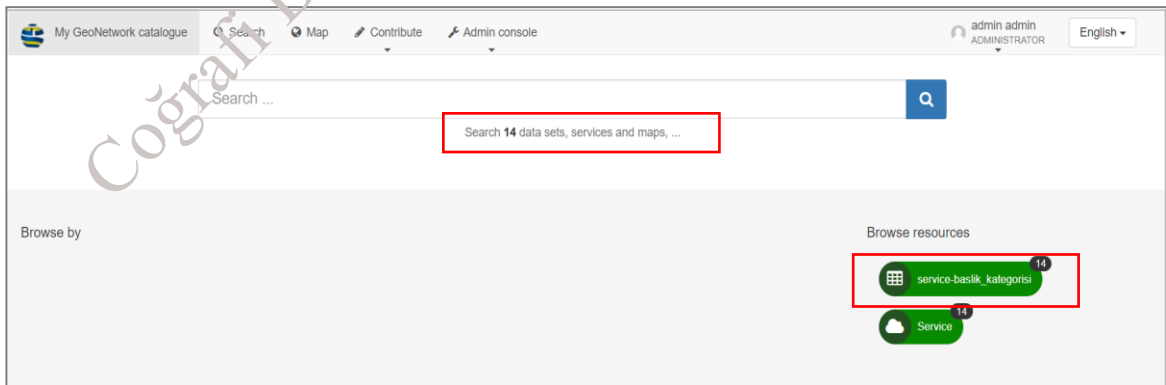 My GeoNetwork catalogue Search Map Contribute Admin console admin admin ADMINISTRATOR English
Search ...
Search 14 data sets, services and maps, ...
Coğrafi
Browse by
Browse resources
14
service-baslik_kategorisi
14
Service